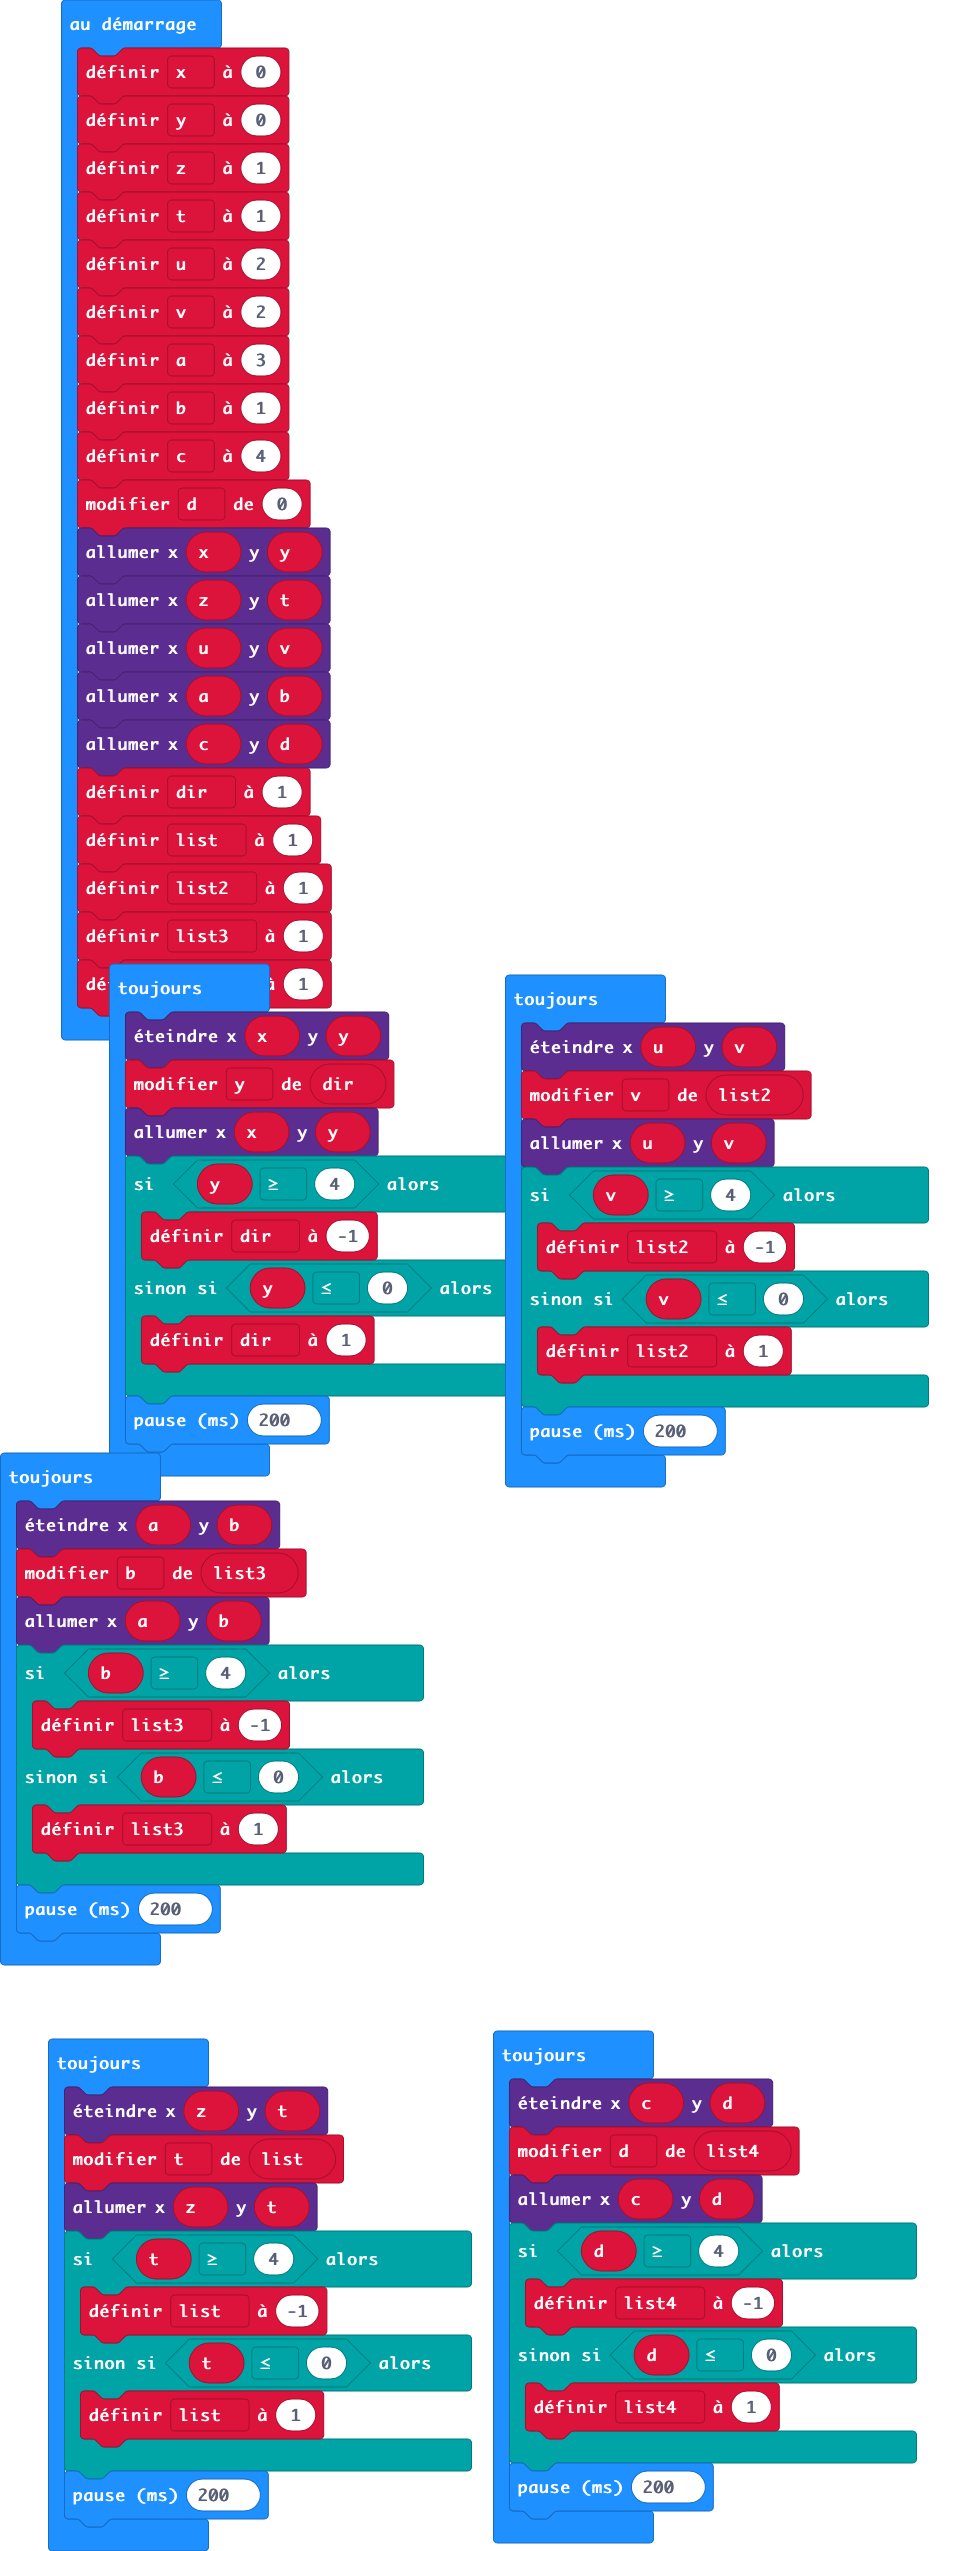 au démarrage
définir x à 0
définir y à 0
définir z à 1
définir t à 1
définir u à 2
définir v à 2
définir a à 3
définir b à 1
définir c à 4
modifier d de 0
allumer x x y y
allumer x z y t
allumer x u y v
allumer x a y b
allumer x c y d
définir dir à 1
définir list à 1
définir list2 à 1
définir list3 à 1
1
toujours
éteindre x x y y
modifier y de dir
allumer x x y y
si y ≥ 4 alors
définir dir à -1
sinon si y ≤ 0 alors
définir dir à 1
pause (ms) 200
toujours
éteindre x u y v
modifier v de list2
allumer x u y v
si v ≥ 4 alors
définir list2 à -1
sinon si v ≤ 0 alors
définir list2 à 1
pause (ms) 200
toujours
éteindre x a y b
modifier b de list3
allumer x a y b
si b ≥ 4 alors
définir list3 à -1
sinon si b ≤ 0 alors
définir list3 à 1
pause (ms) 200
toujours
éteindre x z y t
modifier t de list
allumer x z y t
si t ≥ 4 alors
définir list à -1
sinon si t ≤ 0 alors
définir list à 1
pause (ms) 200
toujours
éteindre x c y d
modifier d de list4
allumer x c y d
si d ≥ 4 alors
définir list4 à -1
sinon si d ≤ 0 alors
définir list4 à 1
pause (ms) 200